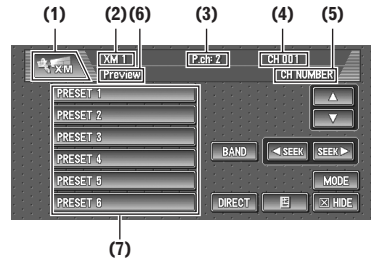 (1) (2) (6) (3) (4) (5)
XM XM 1 P.ch: 2 CH 001
Preview CH NUMBER
PRESET 1
PRESET 2
PRESET 3
BAND ◄ SEEK SEEK ►
PRESET 4
PRESET 5 MODE
PRESET 6 DIRECT HIDE
(7)